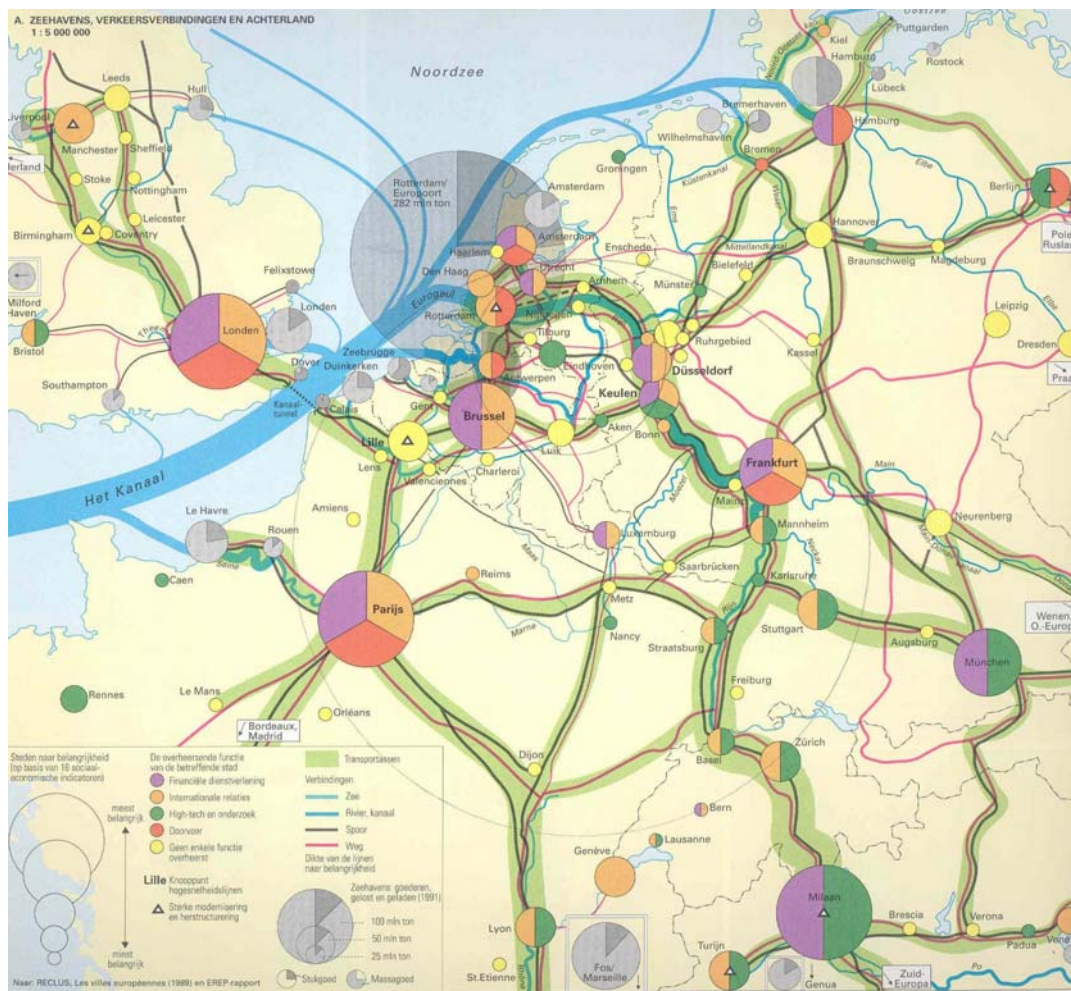 A. ZEEHAVENS, VERKEERSVERBINDINGEN EN ACHTERLAND
1 : 5 000 000
Noordzee
Puttgarden
Kiel
Hamburg
Rostock
Lübeck
Leeds
Hull
Liverpool
Manchester
Sheffield
Stoke
Nottingham
Leicester
Birmingham
Coventry
Bremerhaven
Wilhelmshaven
Hamburg
Bremen
Groningen
Küstenkanal
Elbe
Weser
Eems
Berlijn
Rotterdam/
Europoort
282 mln ton
Amsterdam
Amsterdam
Haarlem
Den Haag
Utrecht
Enschede
Hannover
Mittellandkanaal
Braunschweig
Magdeburg
Bielefeld
Münster
Arnhem
Eurogeul
Rotterdam
Nijmegen
Tilburg
Eindhoven
Ruhrgebied
Düsseldorf
Keulen
Kassel
Leipzig
Elbe
Dresden
Milford
Haven
Bristol
Theems
Londen
Felixstowe
Londen
Dover
Southampton
Kanaal-
tunnel
Zeebrügge
Duinkerken
Calais
Gent
Antwerpen
Brussel
Aken
Bonn
Lille
Luik
Lens
Valenciennes
Charleroi
Het Kanaal
Amiens
Le Havre
Rouen
Seine
Caen
Parijs
Reims
Marne
Maas
Luxemburg
Moezel
Saarbrücken
Metz
Nancy
Frankfurt
Mainz
Main
Mannheim
Neckar
Karlsruhe
Rijn
Neurenberg
Main-Donau-kanaal
Straatsburg
Stuttgart
Augsburg
München
Wenen,
O.-Europa
Rennes
Le Mans
Orléans
Bordeaux,
Madrid
Freiburg
Basel
Zürich
Dijon
Bern
Lausanne
Genève
Lyon
St.Etienne
Rhône
Fos/
Marseille
Milaan
Turijn
Genua
Brescia
Verona
Padua
Po
Zuid-
Europa
Steden naar belangrijkheid
(op basis van 16 sociaal-
economische indicatoren)
meest
belangrijk
minst
belangrijk
De overheersende functie
van de betreffende stad
Financiële dienstverlening
Internationale relaties
High-tech en onderzoek
Doorvoer
Geen enkele functie
overheerst
Lille Knooppunt
hogesnelheidslijnen
Sterke modernisering
en herstructurering
Transportassen
Verbindingen
Zee
Rivier, kanaal
Spoor
Weg
Dikte van de lijnen
naar belangrijkheid
Zeehavens: goederen,
gelost en geladen (1991)
100 mln ton
50 mln ton
25 mln ton
Stukgoed
Massagoed
Naar: RECLUS, Les villes européennes (1989) en EREP-rapport